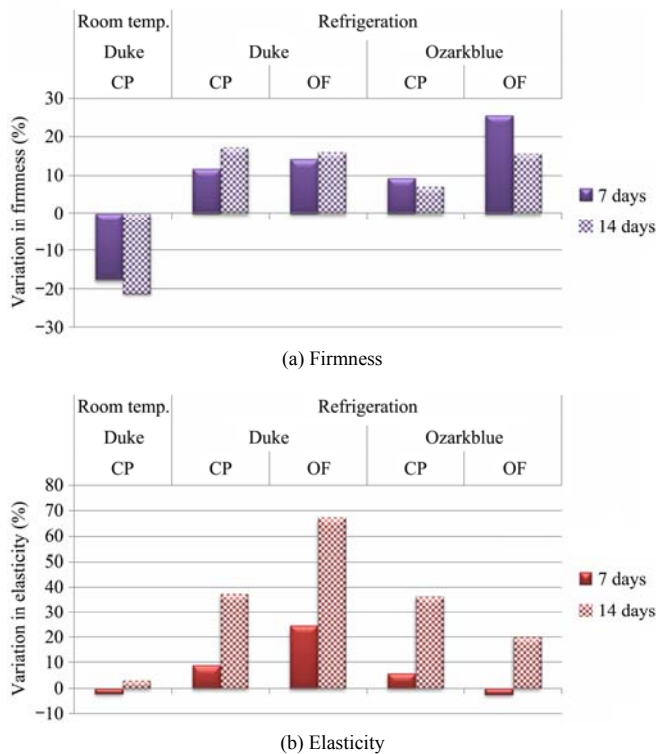 Room temp. Refrigeration
Duke Duke Ozarkblue
CP CP OF CP OF
30
20
10
0
−10
−20
−30
Variation in firmness (%)
7 days
14 days
(a) Firmness
Room temp. Refrigeration
Duke Duke Ozarkblue
CP CP OF CP OF
80
70
60
50
40
30
20
10
0
−10
Variation in elasticity (%)
7 days
14 days
(b) Elasticity